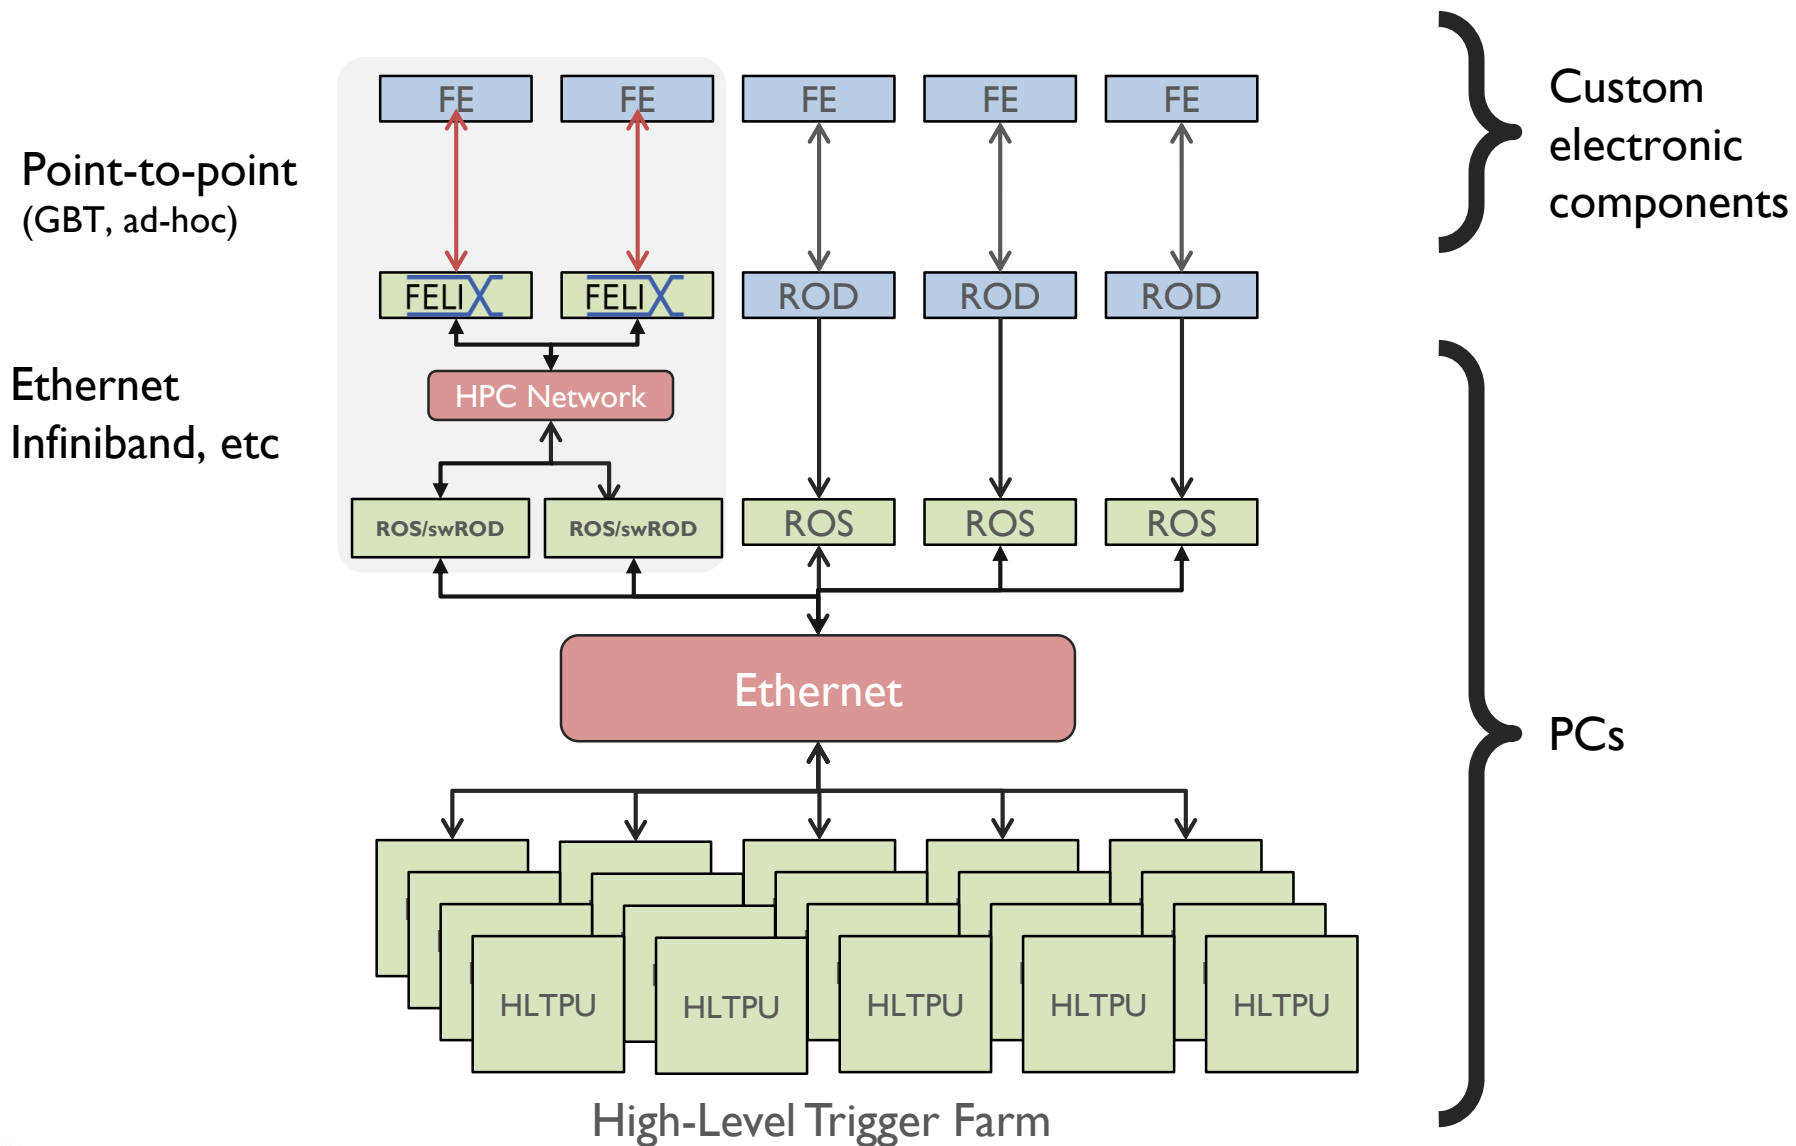 FE
FE
FE
FE
FE
Custom
electronic
components
Point-to-point
(GBT, ad-hoc)
FELIX
FELIX
ROD
ROD
ROD
Ethernet
Infiniband, etc
HPC Network
ROS/swROD
ROS/swROD
ROS
ROS
ROS
Ethernet
PCs
HLTPU
HLTPU
HLTPU
HLTPU
HLTPU
High-Level Trigger Farm